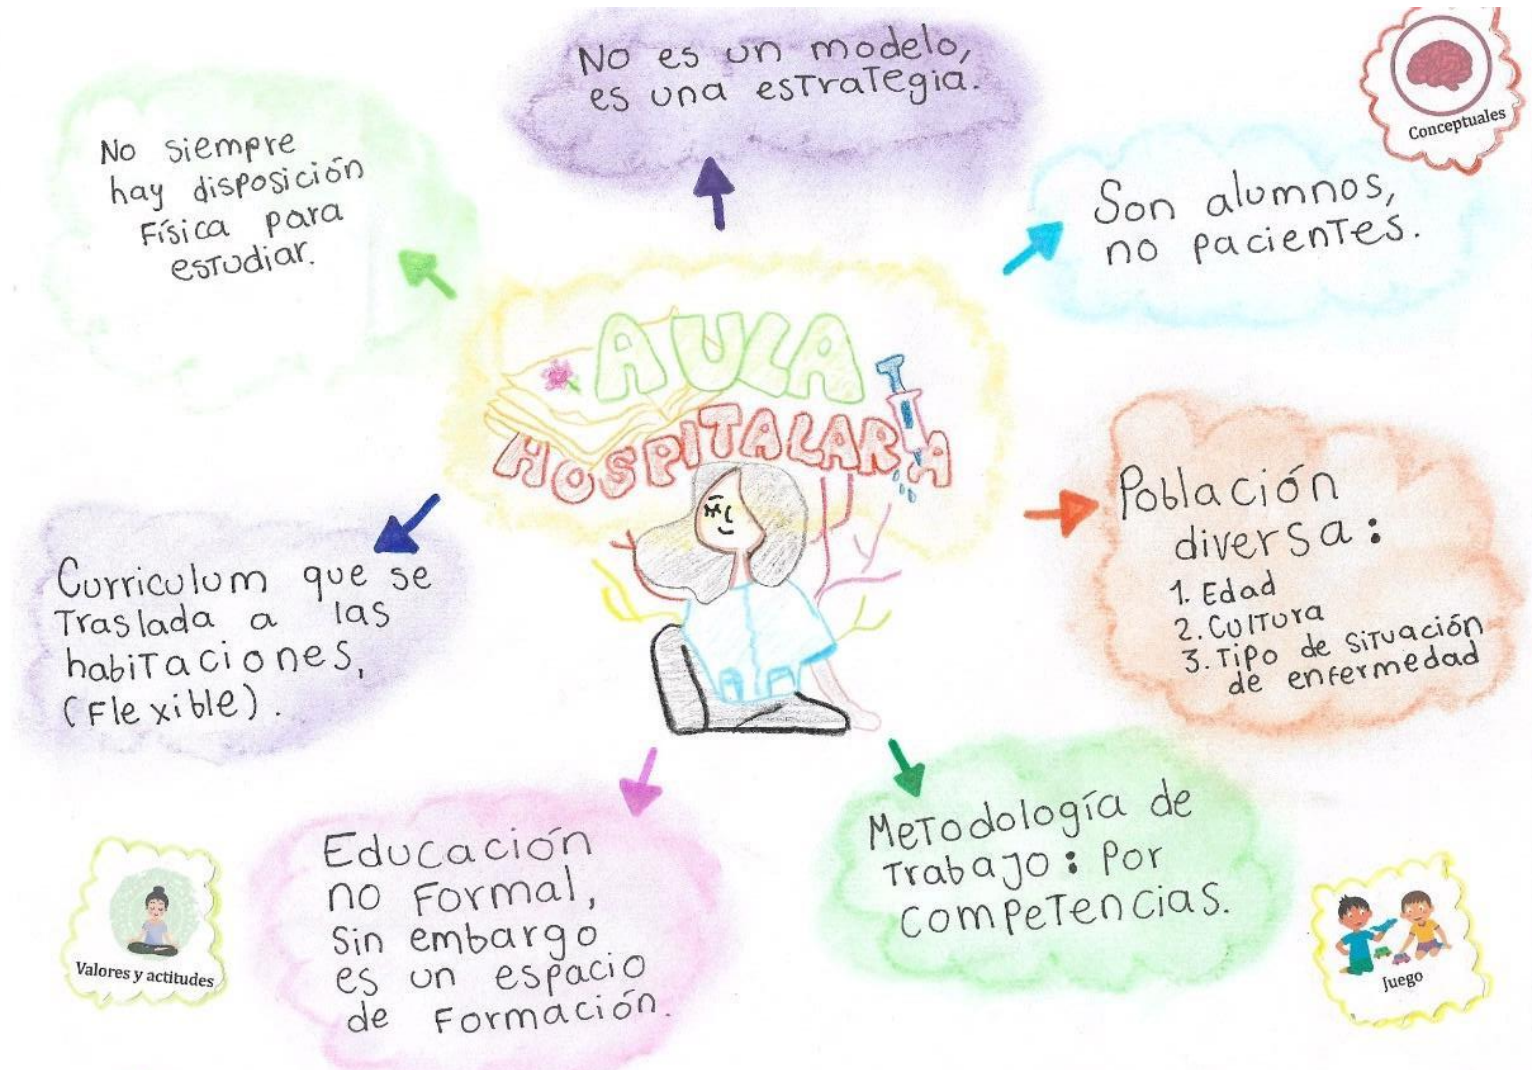 No es un modelo,
es una estrategia.
Conceptuales
No siempre
hay disposición
Física para
estudiar.
Son alumnos,
no pacientes.
AULA
HOSPITALARIA
Población
diversa:
1. Edad
2. Cultura
3. Tipo de situación
de enfermedad
Curriculum que se
Traslada a las
habitaciones,
(Flexible).
Metodología de
Trabajo: Por
competencias.
Educación
no Formal,
sin embargo
es un espacio
de Formación.
Valores y actitudes
Juego